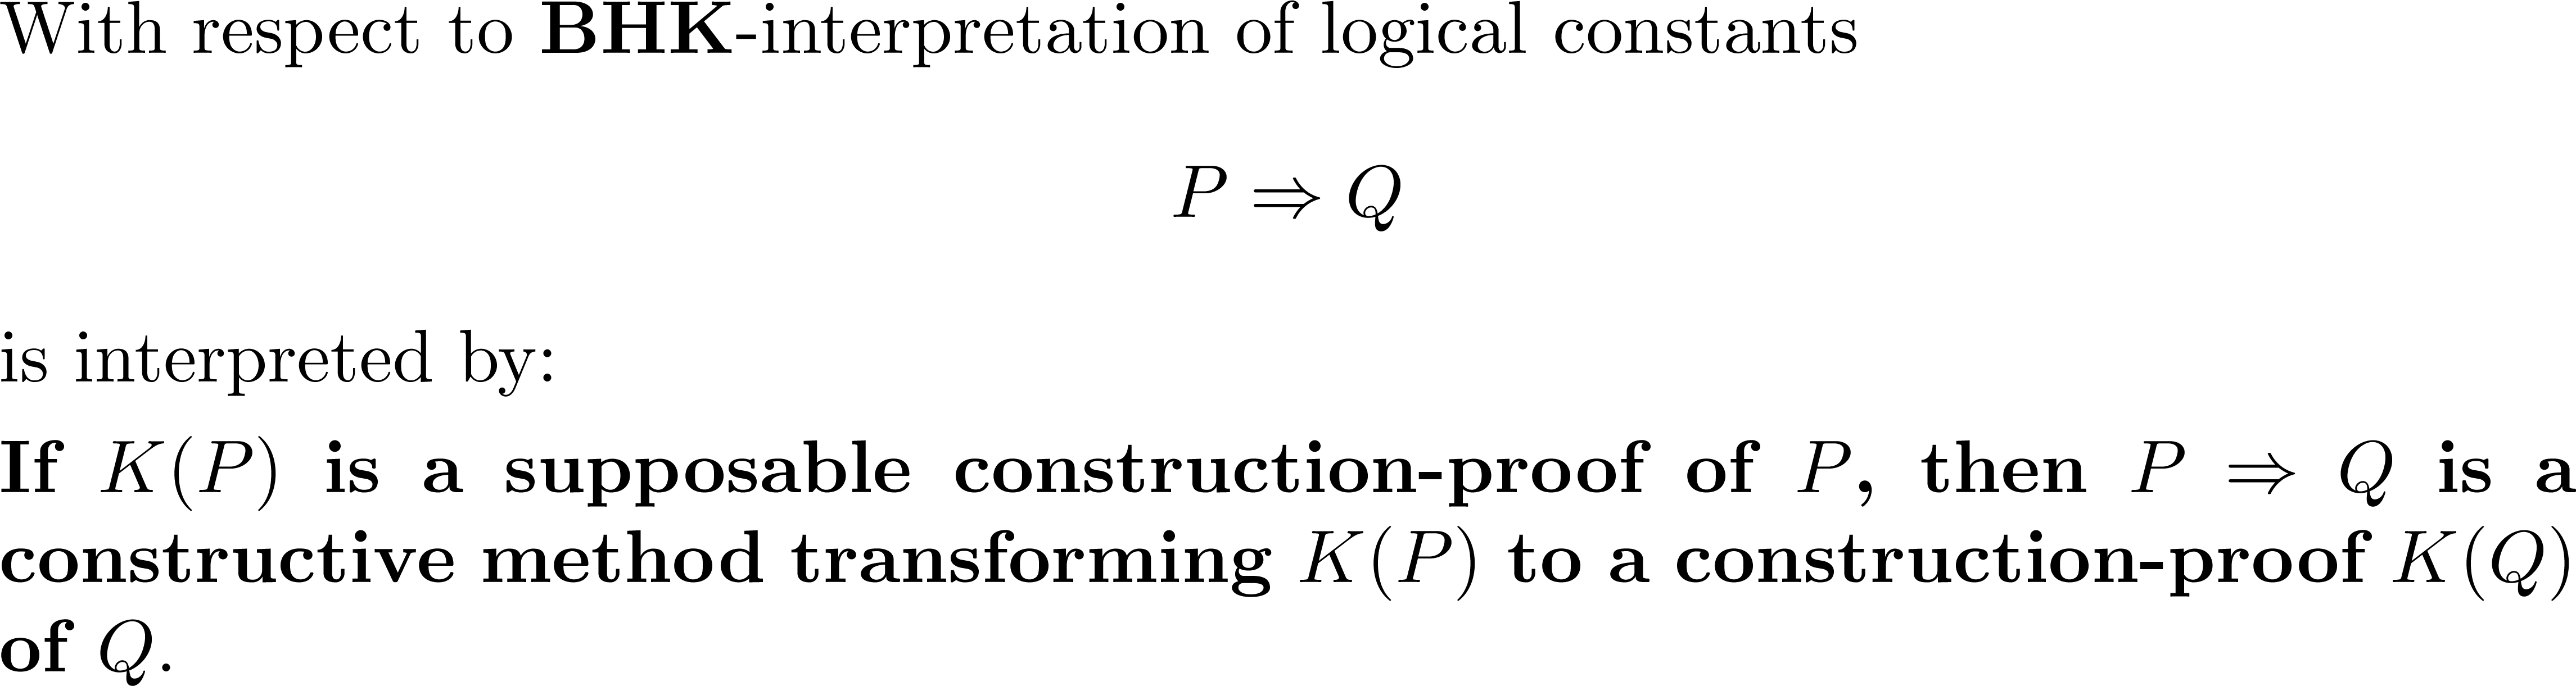 With respect to BHK-interpretation of logical constants
P ⇒ Q
is interpreted by:
If K(P) is a supposable construction-proof of P, then P ⇒ Q is a
constructive method transforming K(P) to a construction-proof K(Q)
of Q.